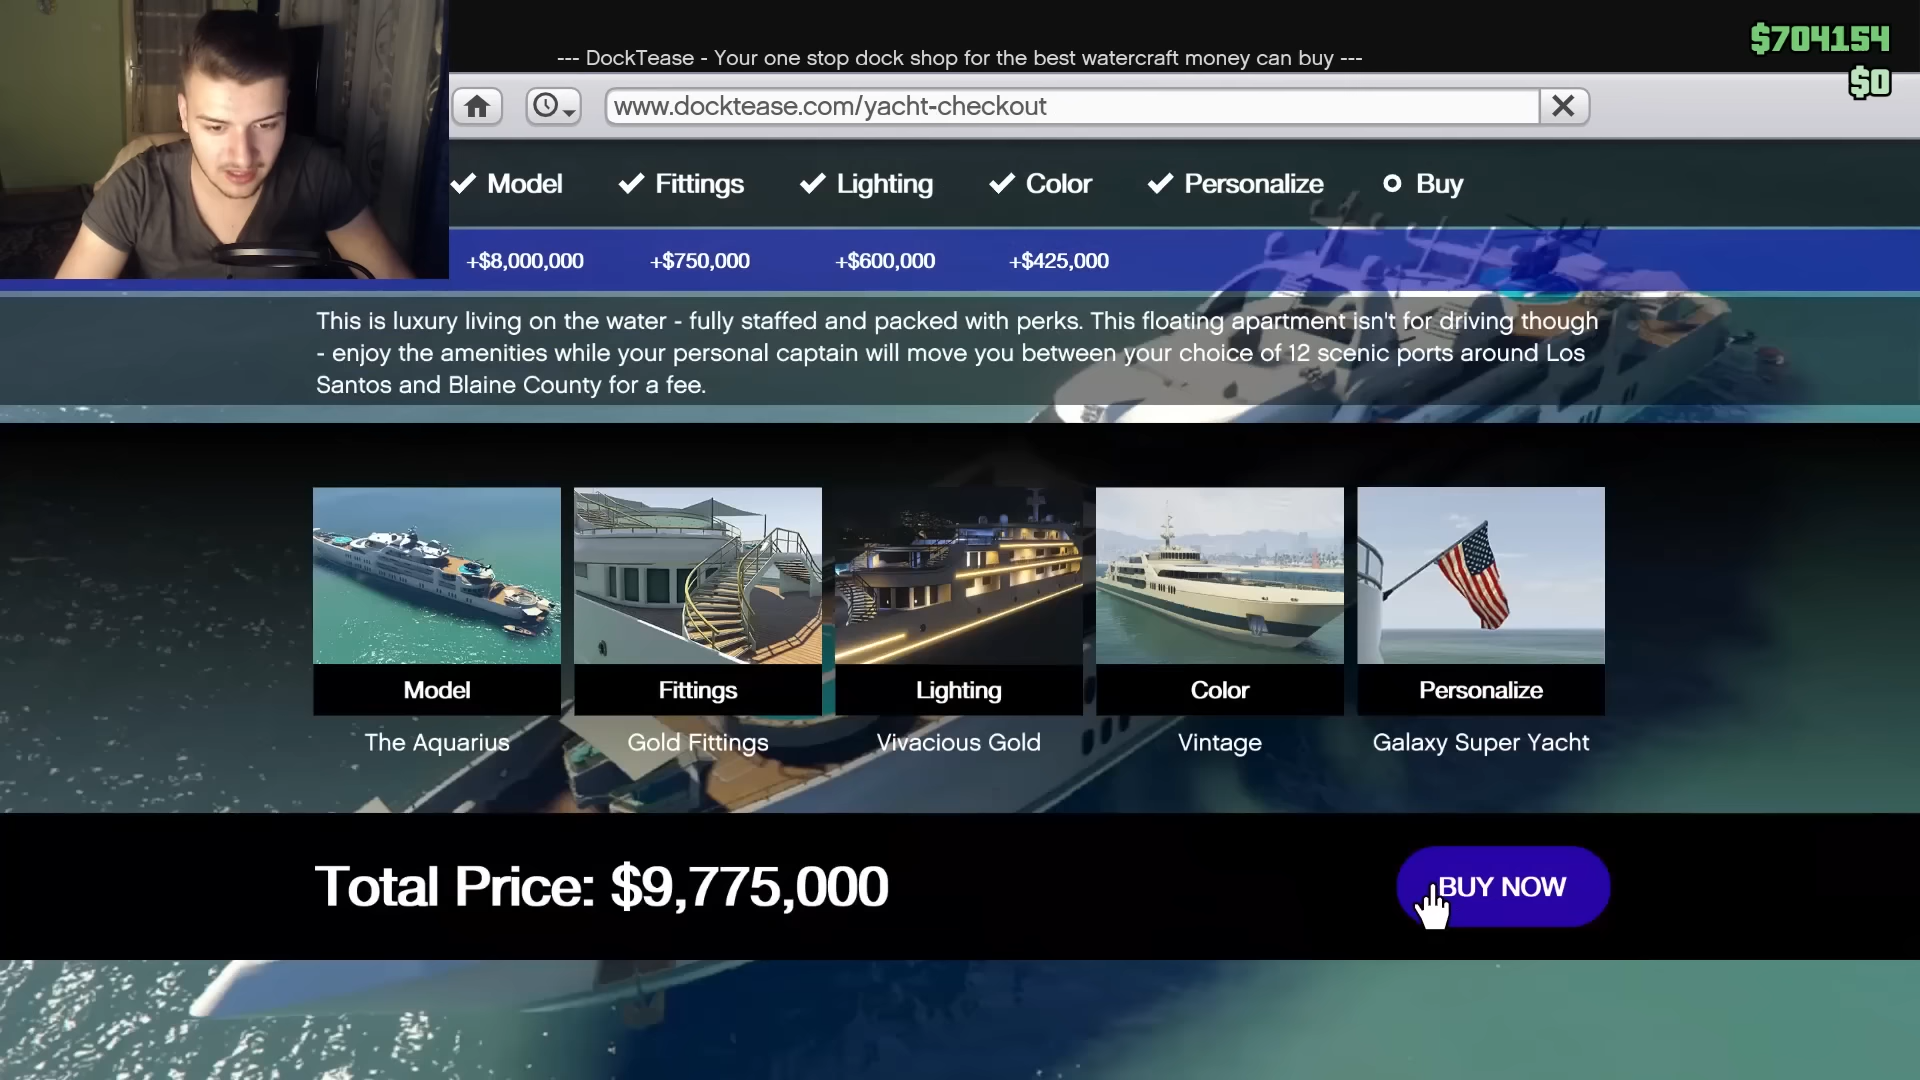 --- DockTease - Your one stop dock shop for the best watercraft money can buy ---
$704154
$0
www.docktease.com/yacht-checkout
Model Fittings Lighting Color Personalize Buy
+$8,000,000 +$750,000 +$600,000 +$425,000
This is luxury living on the water - fully staffed and packed with perks. This floating apartment isn't for driving though
- enjoy the amenities while your personal captain will move you between your choice of 12 scenic ports around Los
Santos and Blaine County for a fee.
Model Fittings Lighting Color Personalize
The Aquarius Gold Fittings Vivacious Gold Vintage Galaxy Super Yacht
Total Price: $9,775,000
BUY NOW